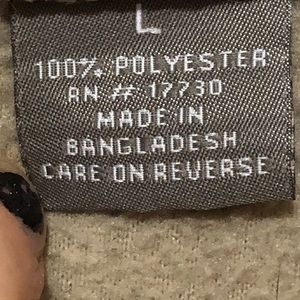 L
100% POLYESTER
RN # 17730
MADE IN
BANGLADESH
CARE ON REVERSE